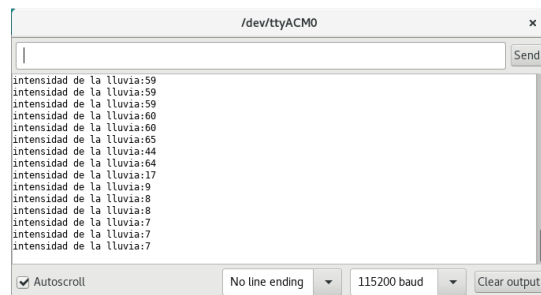 /dev/ttyACM0 ×
Send
intensidad de la lluvia:59
intensidad de la lluvia:59
intensidad de la lluvia:59
intensidad de la lluvia:60
intensidad de la lluvia:60
intensidad de la lluvia:65
intensidad de la lluvia:44
intensidad de la lluvia:64
intensidad de la lluvia:17
intensidad de la lluvia:9
intensidad de la lluvia:8
intensidad de la lluvia:8
intensidad de la lluvia:7
intensidad de la lluvia:7
intensidad de la lluvia:7
Autoscroll No line ending 115200 baud Clear output